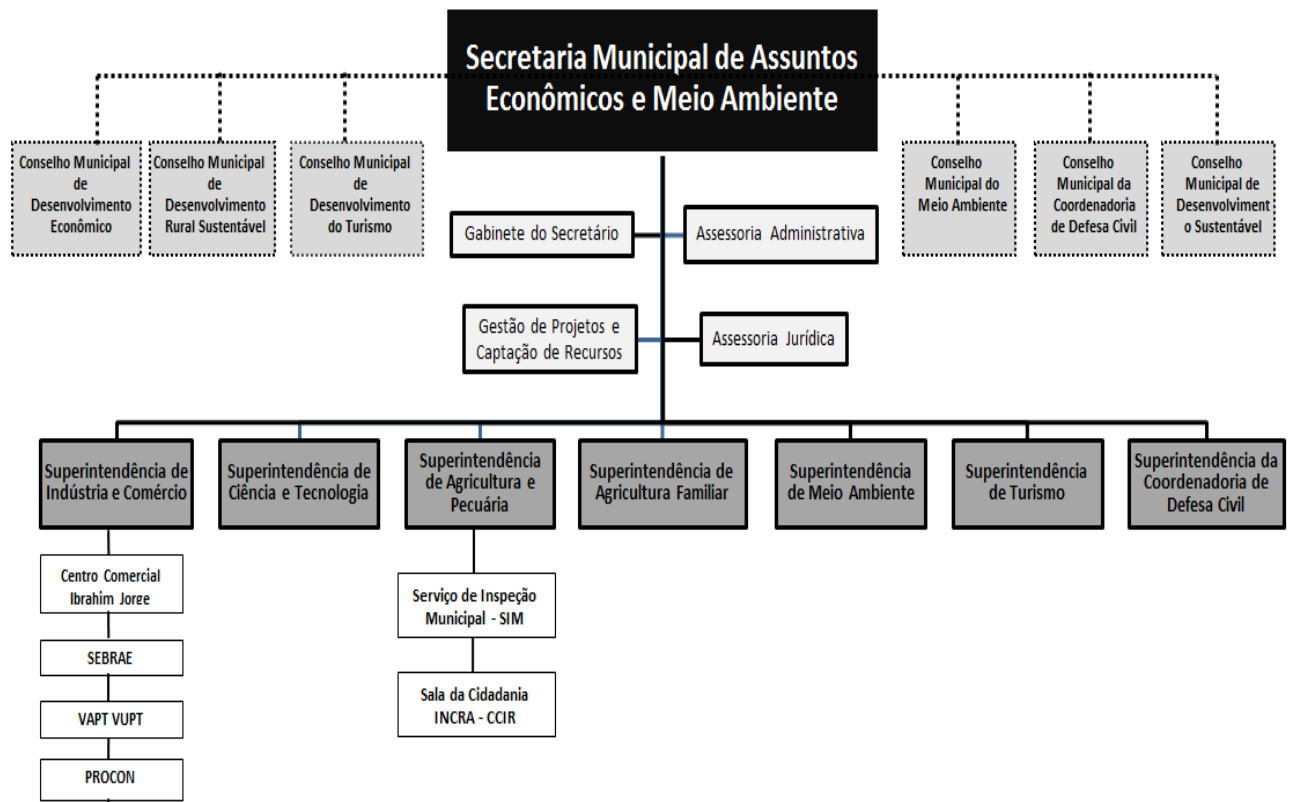 Secretaria Municipal de Assuntos
Econômicos e Meio Ambiente
Conselho Municipal
de
Desenvolvimento
Econômico
Conselho Municipal
de
Desenvolvimento
Rural Sustentável
Conselho Municipal
de
Desenvolvimento
do Turismo
Conselho
Municipal do
Meio Ambiente
Conselho
Municipal da
Coordenadoria
de Defesa Civil
Conselho
Municipal de
Desenvolviment
o Sustentável
Gabinete do Secretário
Assessoria Administrativa
Gestão de Projetos e
Captação de Recursos
Assessoria Jurídica
Superintendência de
Indústria e Comércio
Superintendência de
Ciência e Tecnologia
Superintendência
de Agricultura e
Pecuária
Superintendência de
Agricultura Familiar
Superintendência
de Meio Ambiente
Superintendência
de Turismo
Superintendência da
Coordenadoria de
Defesa Civil
Centro Comercial
Ibrahim Jorge
SEBRAE
VAPT VUPT
PROCON
Serviço de Inspeção
Municipal - SIM
Sala da Cidadania
INCRA - CCIR